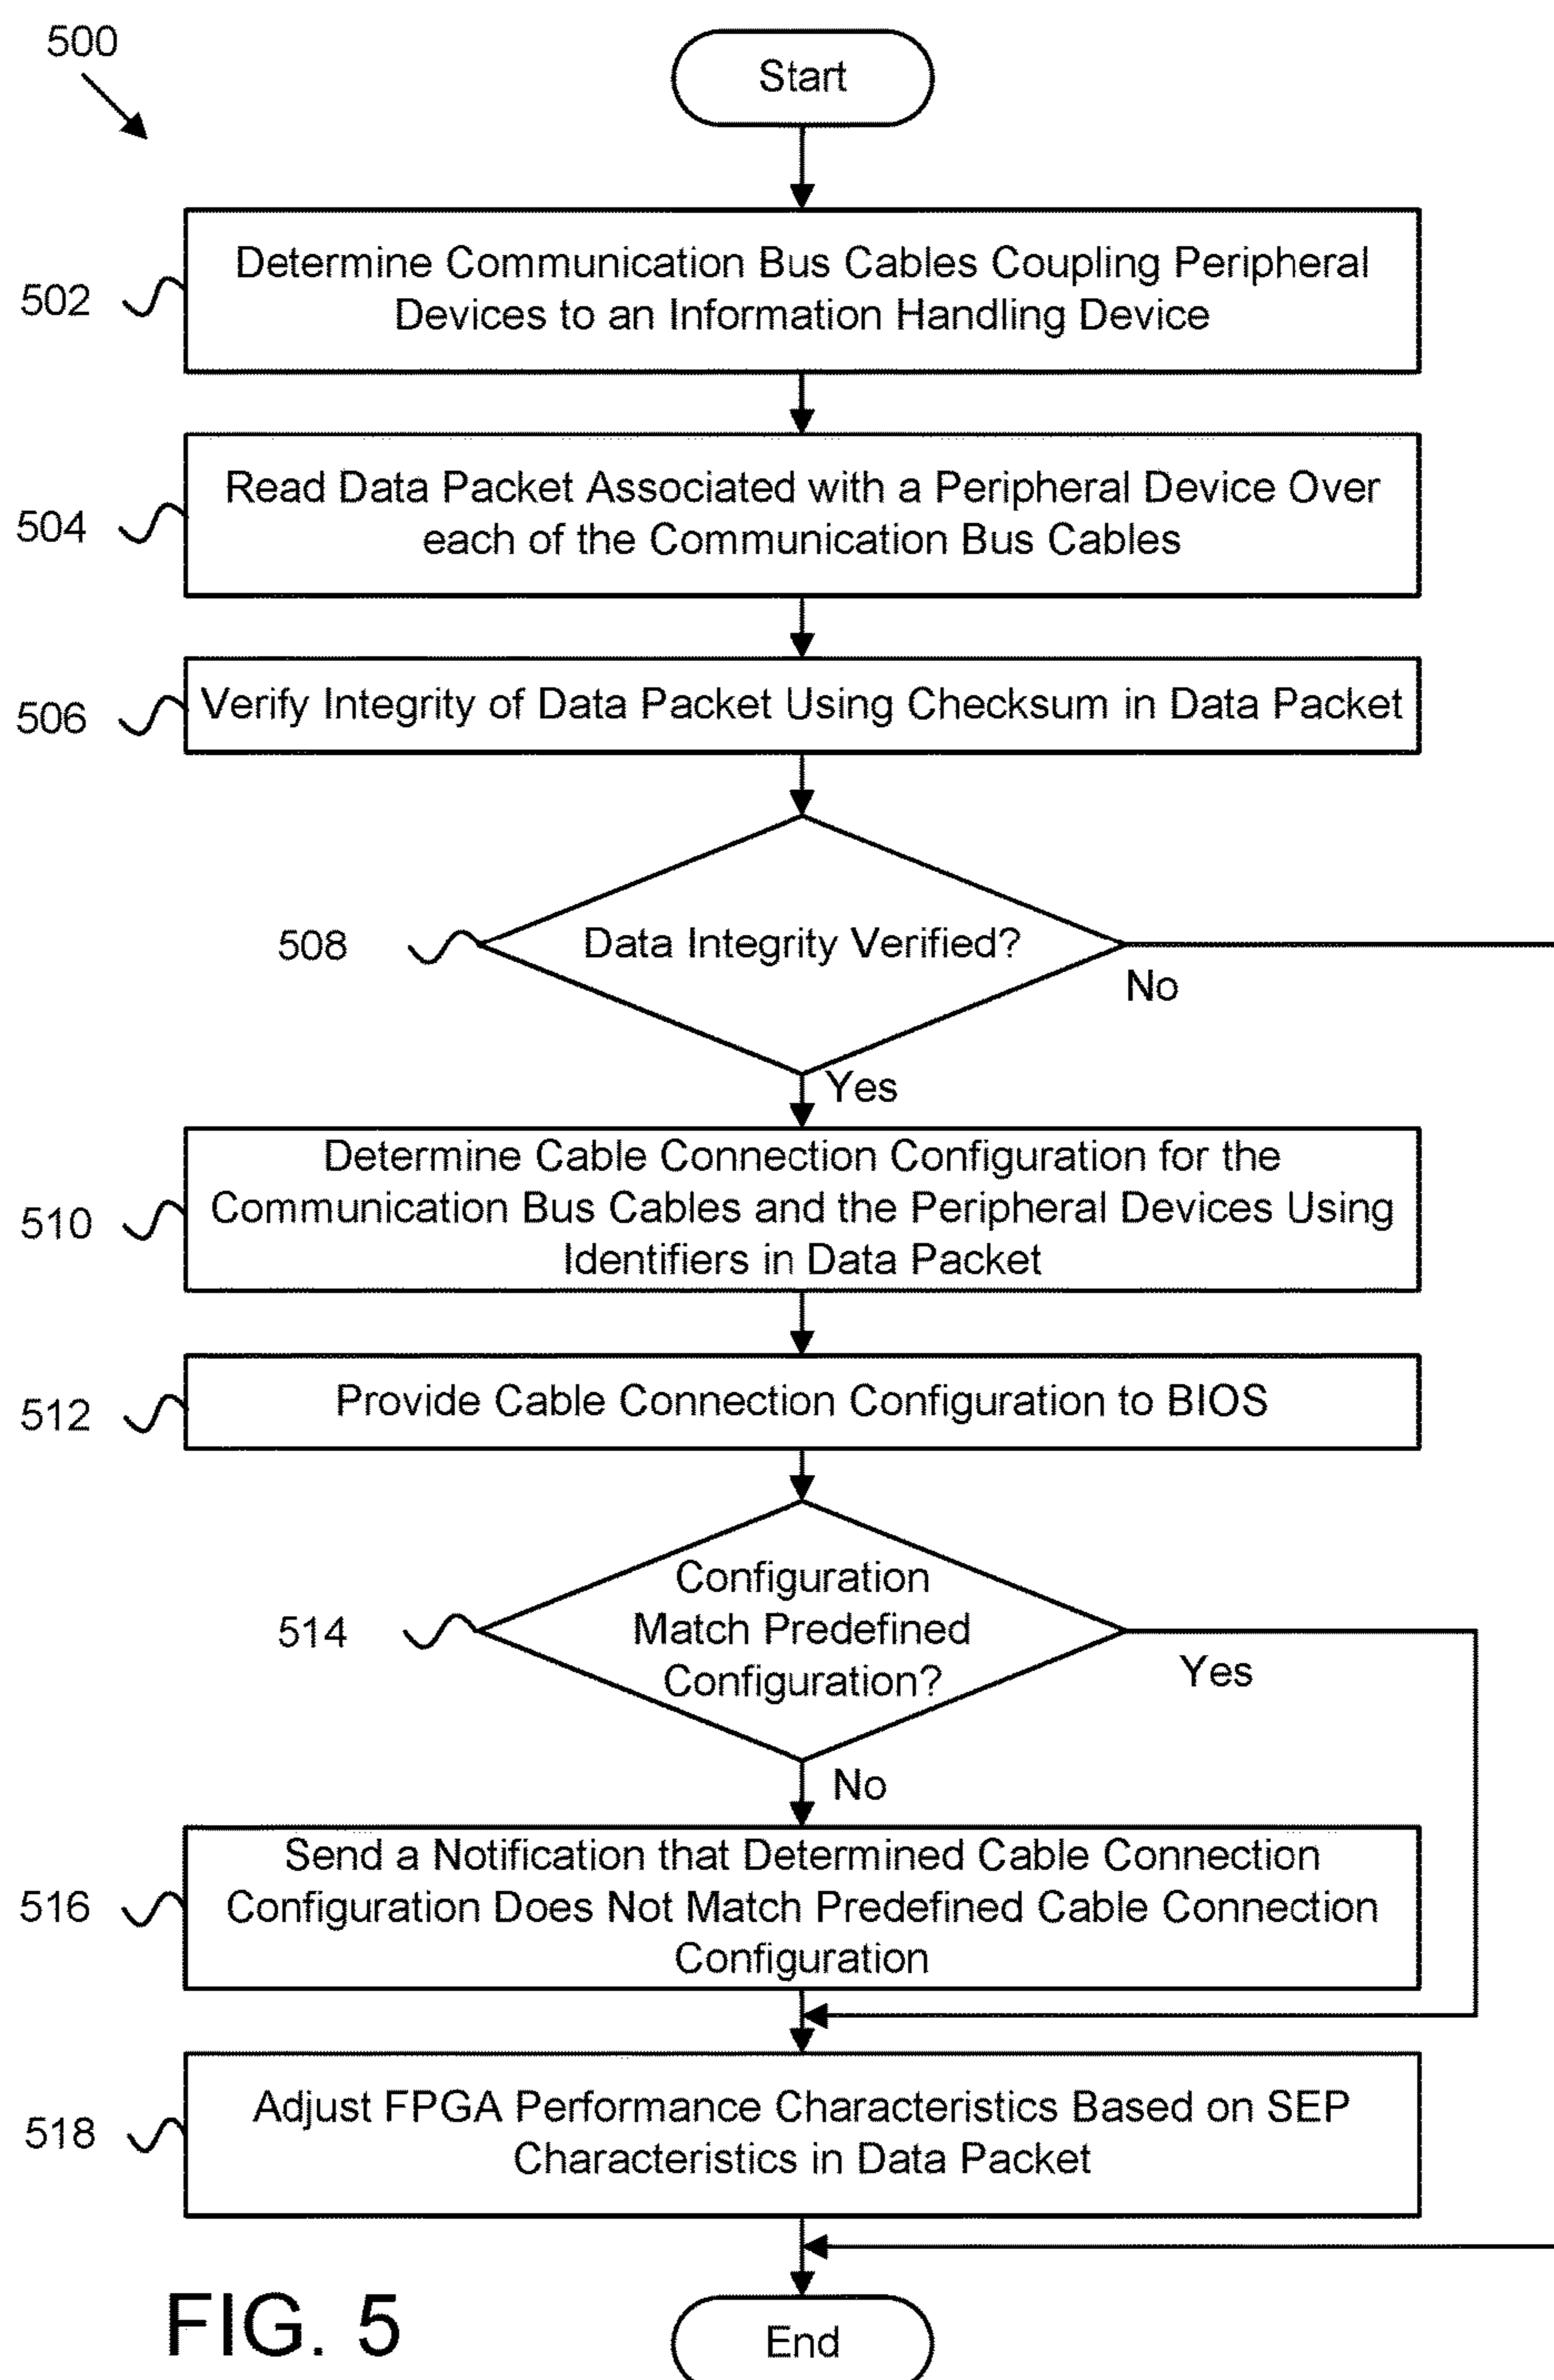 500
Start
502
Determine Communication Bus Cables Coupling Peripheral
Devices to an Information Handling Device
504
Read Data Packet Associated with a Peripheral Device Over
each of the Communication Bus Cables
506
Verify Integrity of Data Packet Using Checksum in Data Packet
508
Data Integrity Verified?
No
Yes
510
Determine Cable Connection Configuration for the
Communication Bus Cables and the Peripheral Devices Using
Identifiers in Data Packet
512
Provide Cable Connection Configuration to BIOS
514
Configuration
Match Predefined
Configuration?
Yes
No
516
Send a Notification that Determined Cable Connection
Configuration Does Not Match Predefined Cable Connection
Configuration
518
Adjust FPGA Performance Characteristics Based on SEP
Characteristics in Data Packet
FIG. 5
End